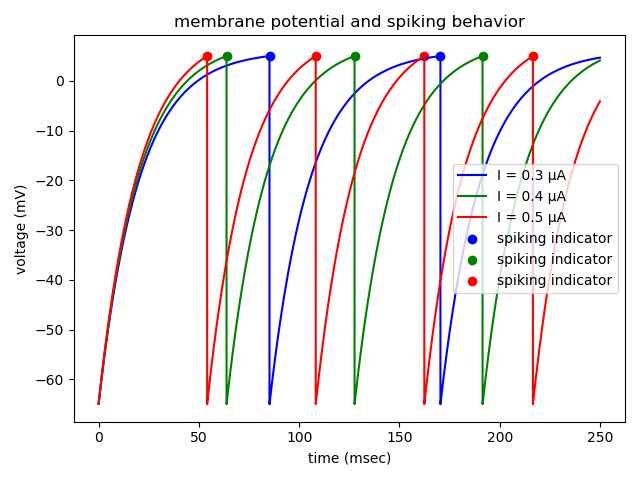 membrane potential and spiking behavior
voltage (mV)
0
−10
−20
−30
−40
−50
−60
I = 0.3 μA
I = 0.4 μA
I = 0.5 μA
spiking indicator
spiking indicator
spiking indicator
0
50
100
150
200
250
time (msec)